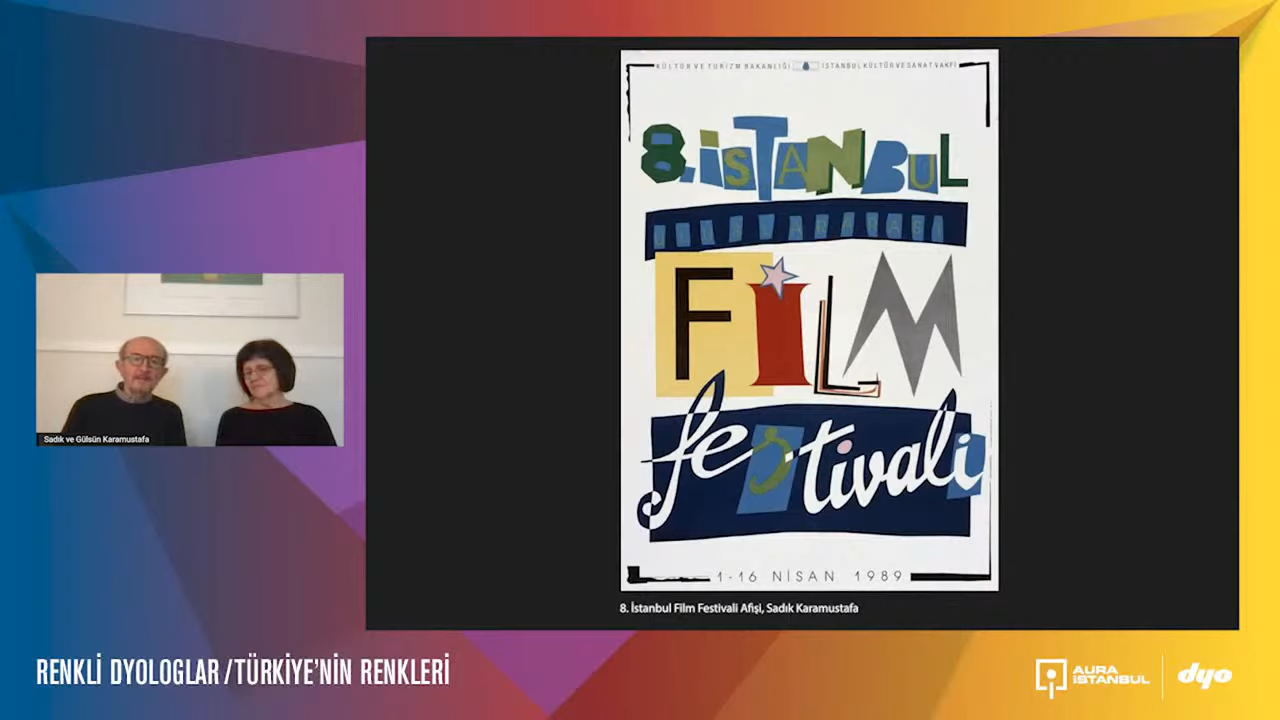 KÜLTÜR VE TURİZM BAKANLIĞI İSTANBUL KÜLTÜR VE SANAT VAKFI
8. İSTANBUL
ULUSLARARASI
FİLM
festivali
1-16 NİSAN 1989
8. İstanbul Film Festivali Afişi, Sadık Karamustafa
Sadık ve Gülsün Karamustafa
RENKLİ DYOLOGLAR / TÜRKİYE'NİN RENKLERİ
AURA
İSTANBUL
dyo